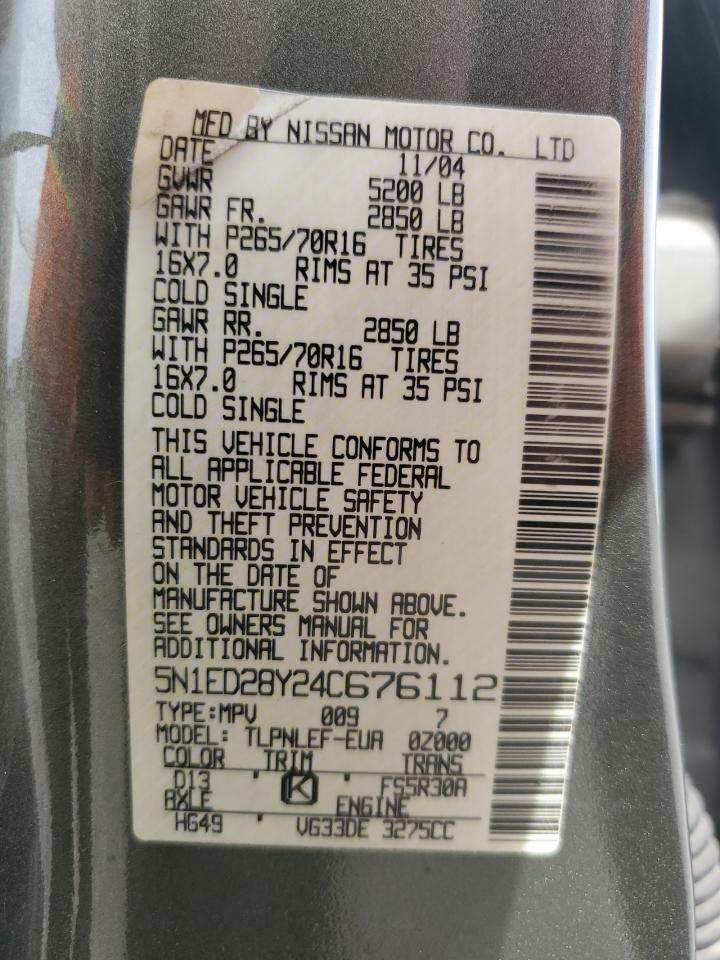 MFD BY NISSAN MOTOR CO. LTD
DATE 11/04
GVWR 5200 LB
GAWR FR. 2850 LB
WITH P265/70R16 TIRES
16X7.0 RIMS AT 35 PSI
COLD SINGLE
GAWR RR. 2850 LB
WITH P265/70R16 TIRES
16X7.0 RIMS AT 35 PSI
COLD SINGLE
THIS VEHICLE CONFORMS TO
ALL APPLICABLE FEDERAL
MOTOR VEHICLE SAFETY
AND THEFT PREVENTION
STANDARDS IN EFFECT
ON THE DATE OF
MANUFACTURE SHOWN ABOVE.
SEE OWNERS MANUAL FOR
ADDITIONAL INFORMATION.
5N1ED28Y24C676112
TYPE:MPV 009 7
MODEL: TLPNLEF-EUA 0Z000
COLOR TRIM TRANS
D13 K FS5R30A
AXLE ENGINE
HG49 VG33DE 3275CC